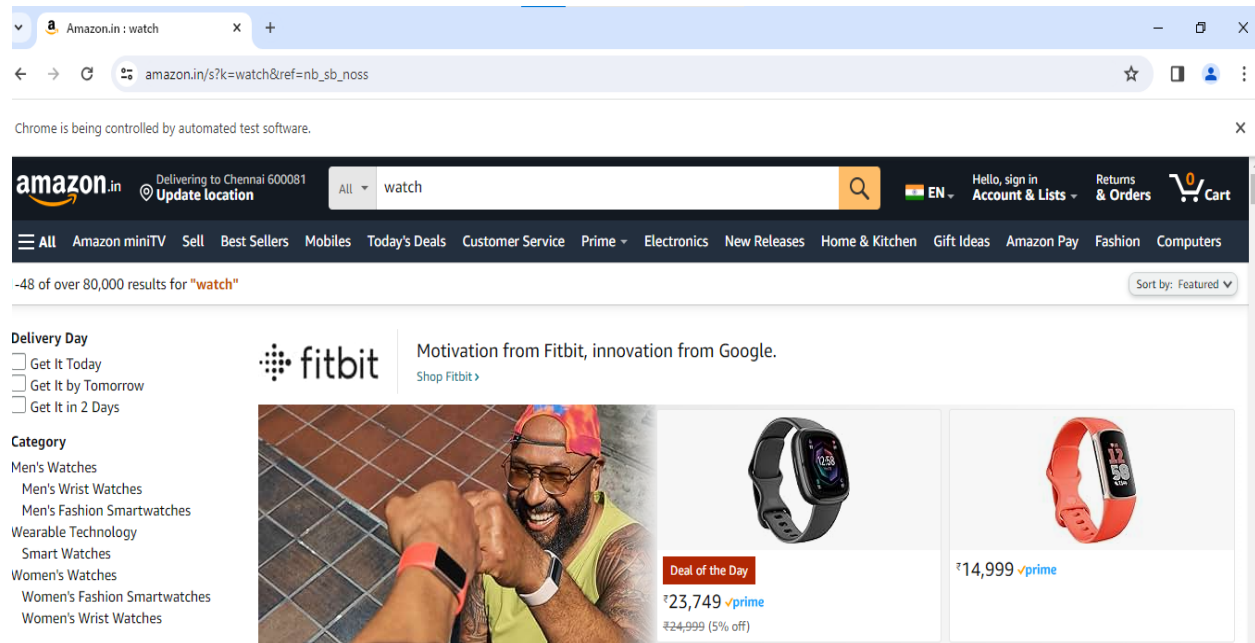 Amazon.in : watch
amazon.in/s?k=watch&ref=nb_sb_noss
Chrome is being controlled by automated test software.
amazon.in
Delivering to Chennai 600081
Update location
All
watch
EN
Hello, sign in
Account & Lists
Returns
& Orders
0
Cart
All Amazon miniTV Sell Best Sellers Mobiles Today's Deals Customer Service Prime Electronics New Releases Home & Kitchen Gift Ideas Amazon Pay Fashion Computers
-48 of over 80,000 results for "watch"
Sort by: Featured
Delivery Day
Get It Today
Get It by Tomorrow
Get It in 2 Days
Category
Men's Watches
Men's Wrist Watches
Men's Fashion Smartwatches
Wearable Technology
Smart Watches
Women's Watches
Women's Fashion Smartwatches
Women's Wrist Watches
fitbit
Motivation from Fitbit, innovation from Google.
Shop Fitbit ›
12:58
Deal of the Day
₹23,749 prime
₹24,999 (5% off)
12
58
₹14,999 prime